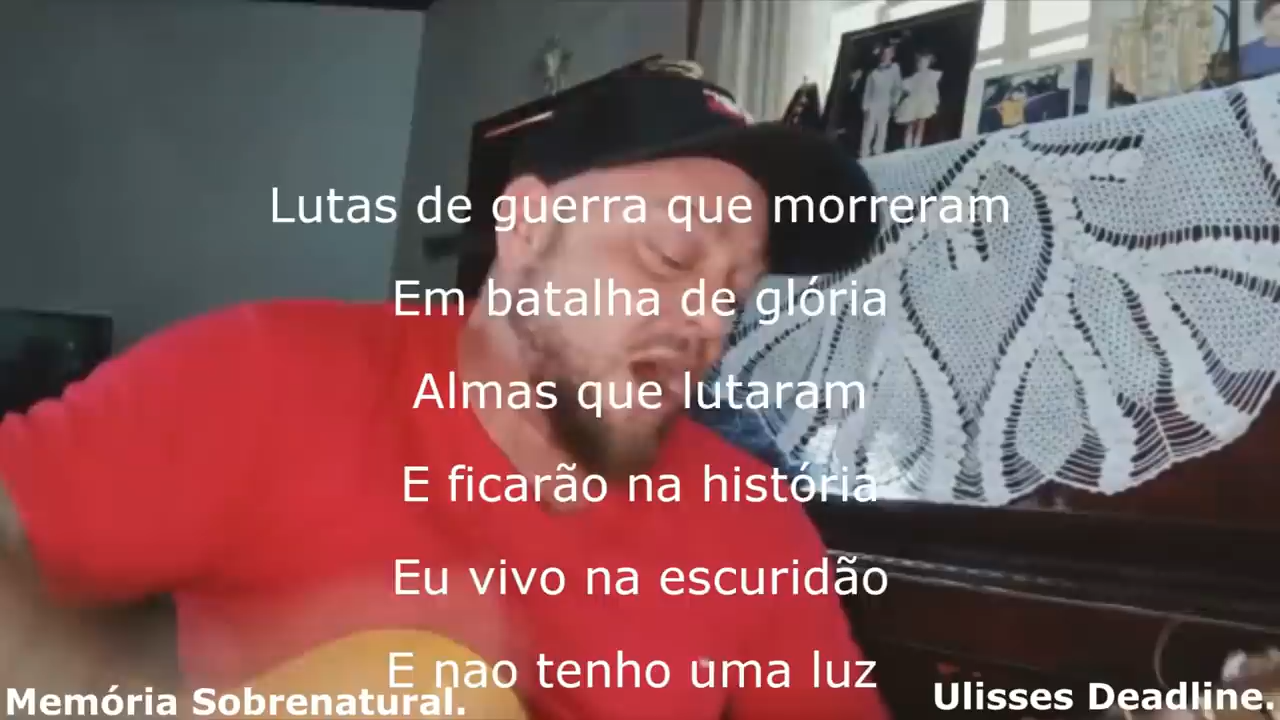 Lutas de guerra que morreram
Em batalha de glória
Almas que lutaram
E ficarão na história
Eu vivo na escuridão
E nao tenho uma luz
Memória Sobrenatural.
Ulisses Deadline.